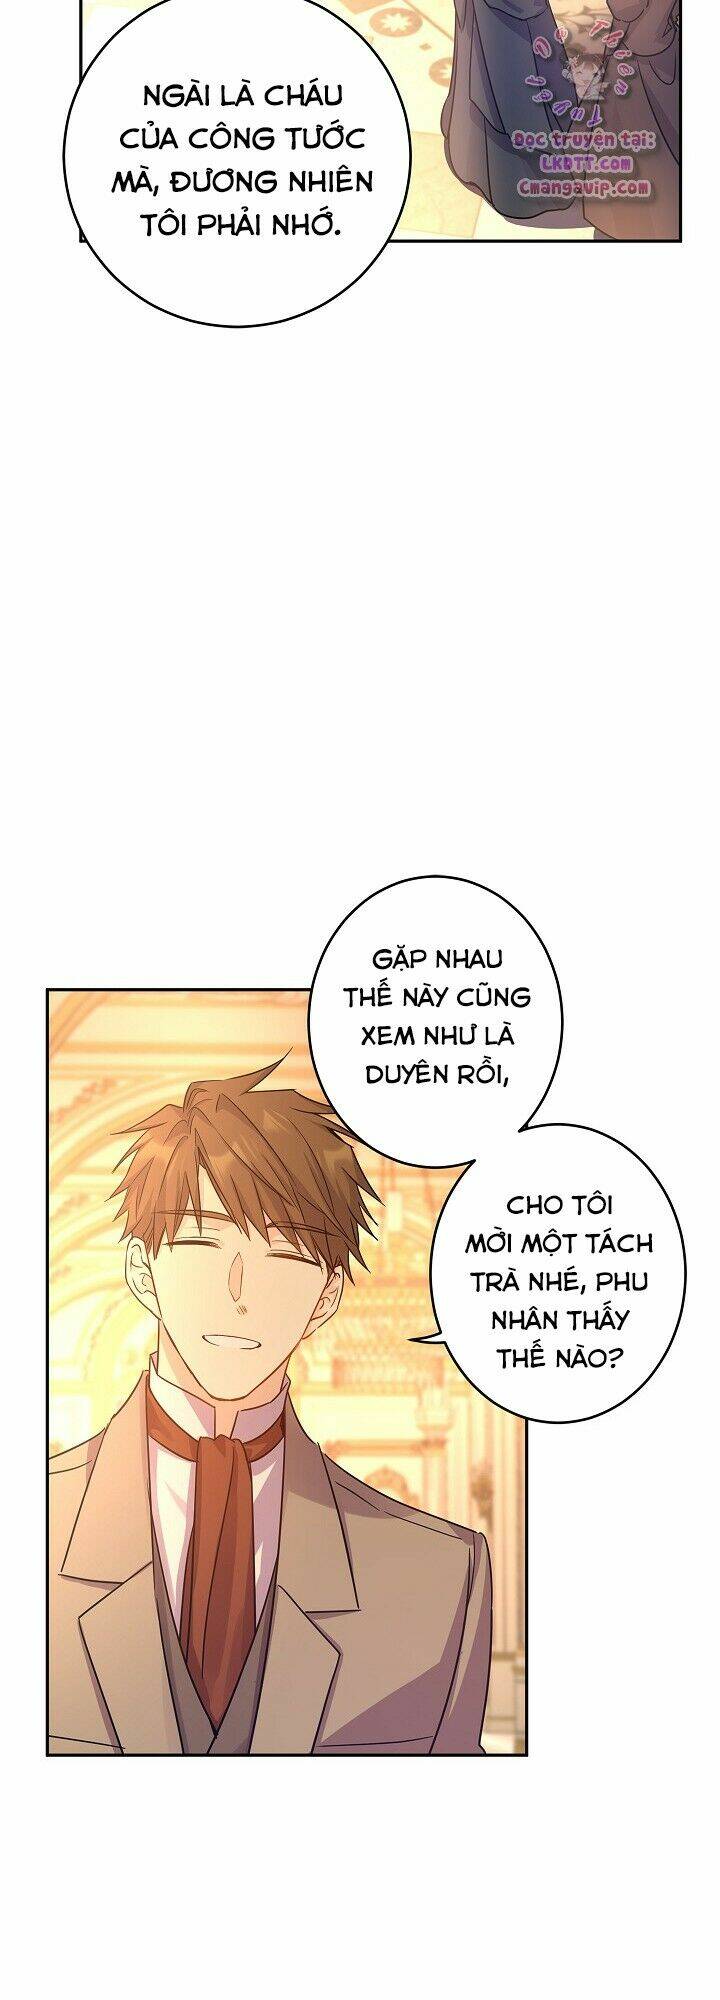 NGÀI LÀ CHÁU
CỦA CÔNG TƯỚC
MÀ, ĐƯƠNG NHIÊN
TÔI PHẢI NHỚ.
Đọc truyện tại:
LKDTT.com
Cmangavip.com
GẶP NHAU
THẾ NÀY CŨNG
XEM NHƯ LÀ
DUYÊN RỒI,
CHO TÔI
MỜI MỘT TÁCH
TRÀ NHÉ, PHU
NHÂN THẤY
THẾ NÀO?